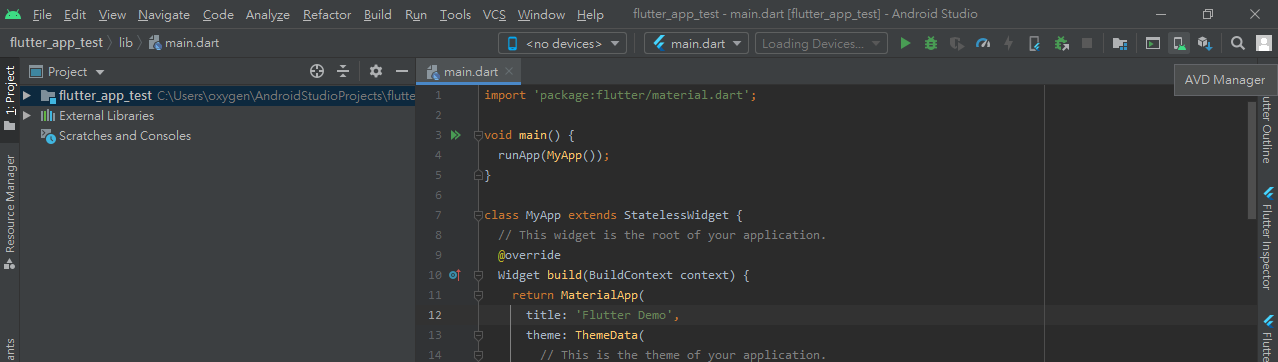 File Edit View Navigate Code Analyze Refactor Build Run Tools VCS Window Help flutter_app_test - main.dart [flutter_app_test] - Android Studio
flutter_app_test lib main.dart <no devices> main.dart Loading Devices...
AVD Manager
1: Project
Resource Manager
Project
flutter_app_test C:\Users\oxygen\AndroidStudioProjects\flutte
External Libraries
Scratches and Consoles
main.dart
1 import 'package:flutter/material.dart';
2
3 void main() {
4 runApp(MyApp());
5 }
6
7 class MyApp extends StatelessWidget {
8 // This widget is the root of your application.
9 @override
10 Widget build(BuildContext context) {
11 return MaterialApp(
12 title: 'Flutter Demo',
13 theme: ThemeData(
14 // This is the theme of your application.
Outline
Flutter Inspector